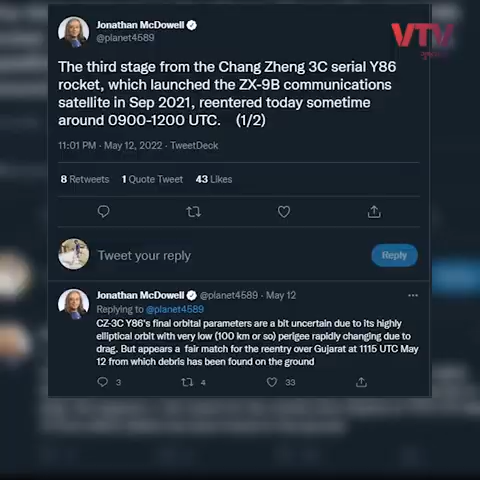 Jonathan McDowell
@planet4589
VTV
ગુજરાતી
The third stage from the Chang Zheng 3C serial Y86
rocket, which launched the ZX-9B communications
satellite in Sep 2021, reentered today sometime
around 0900-1200 UTC. (1/2)
11:01 PM · May 12, 2022 · TweetDeck
8 Retweets 1 Quote Tweet 43 Likes
Tweet your reply
Reply
Jonathan McDowell @planet4589 · May 12
Replying to @planet4589
CZ-3C Y86's final orbital parameters are a bit uncertain due to its highly
elliptical orbit with very low (100 km or so) perigee rapidly changing due to
drag. But appears a fair match for the reentry over Gujarat at 1115 UTC May
12 from which debris has been found on the ground
3 4 33